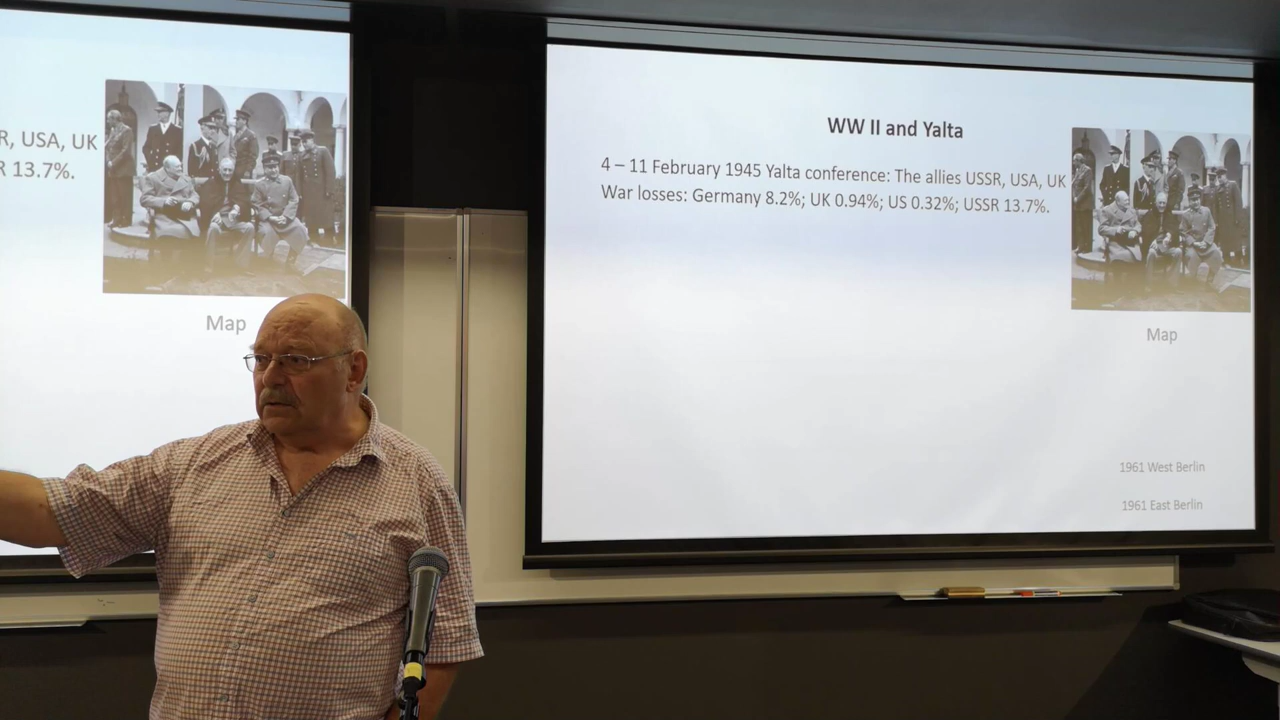 R, USA, UK
R 13.7%.
Map
WW II and Yalta
4 – 11 February 1945 Yalta conference: The allies USSR, USA, UK
War losses: Germany 8.2%; UK 0.94%; US 0.32%; USSR 13.7%.
Map
1961 West Berlin
1961 East Berlin